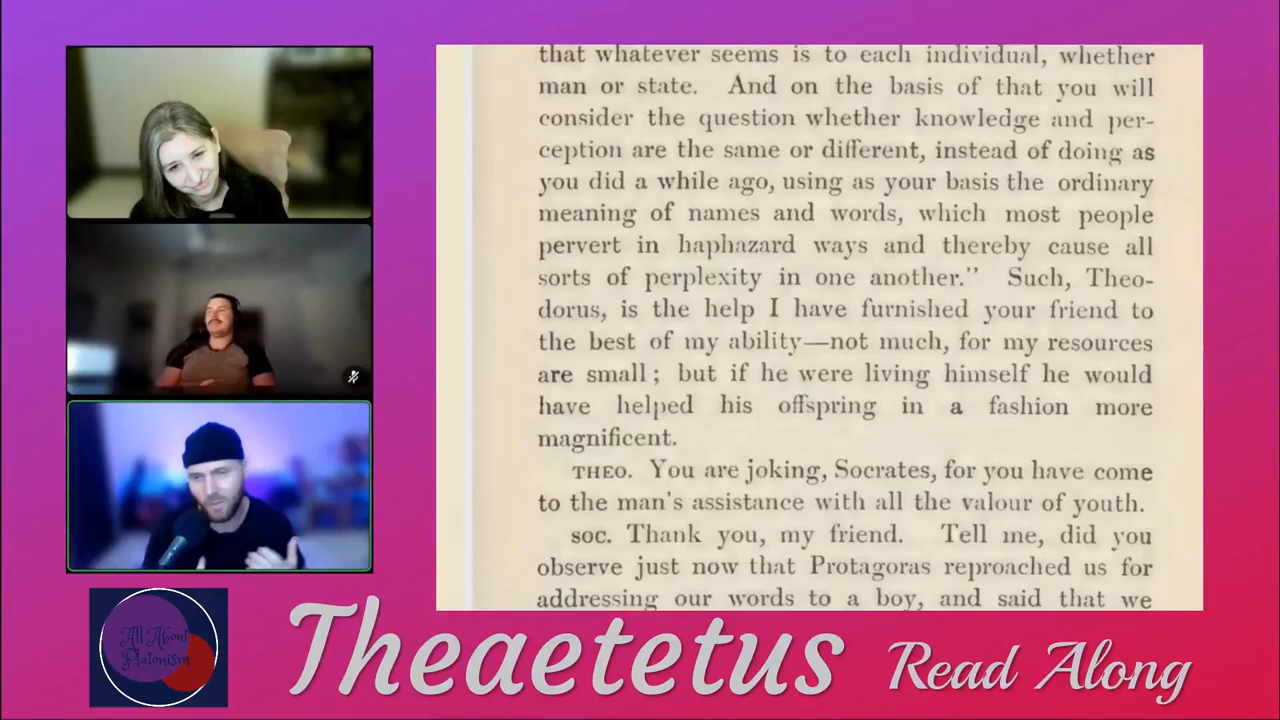 that whatever seems is to each individual, whether
man or state. And on the basis of that you will
consider the question whether knowledge and per-
ception are the same or different, instead of doing as
you did a while ago, using as your basis the ordinary
meaning of names and words, which most people
pervert in haphazard ways and thereby cause all
sorts of perplexity in one another.” Such, Theo-
dorus, is the help I have furnished your friend to
the best of my ability—not much, for my resources
are small; but if he were living himself he would
have helped his offspring in a fashion more
magnificent.
THEO. You are joking, Socrates, for you have come
to the man's assistance with all the valour of youth.
SOC. Thank you, my friend. Tell me, did you
observe just now that Protagoras reproached us for
addressing our words to a boy, and said that we
All About
Platonism
Theaetetus
Read Along